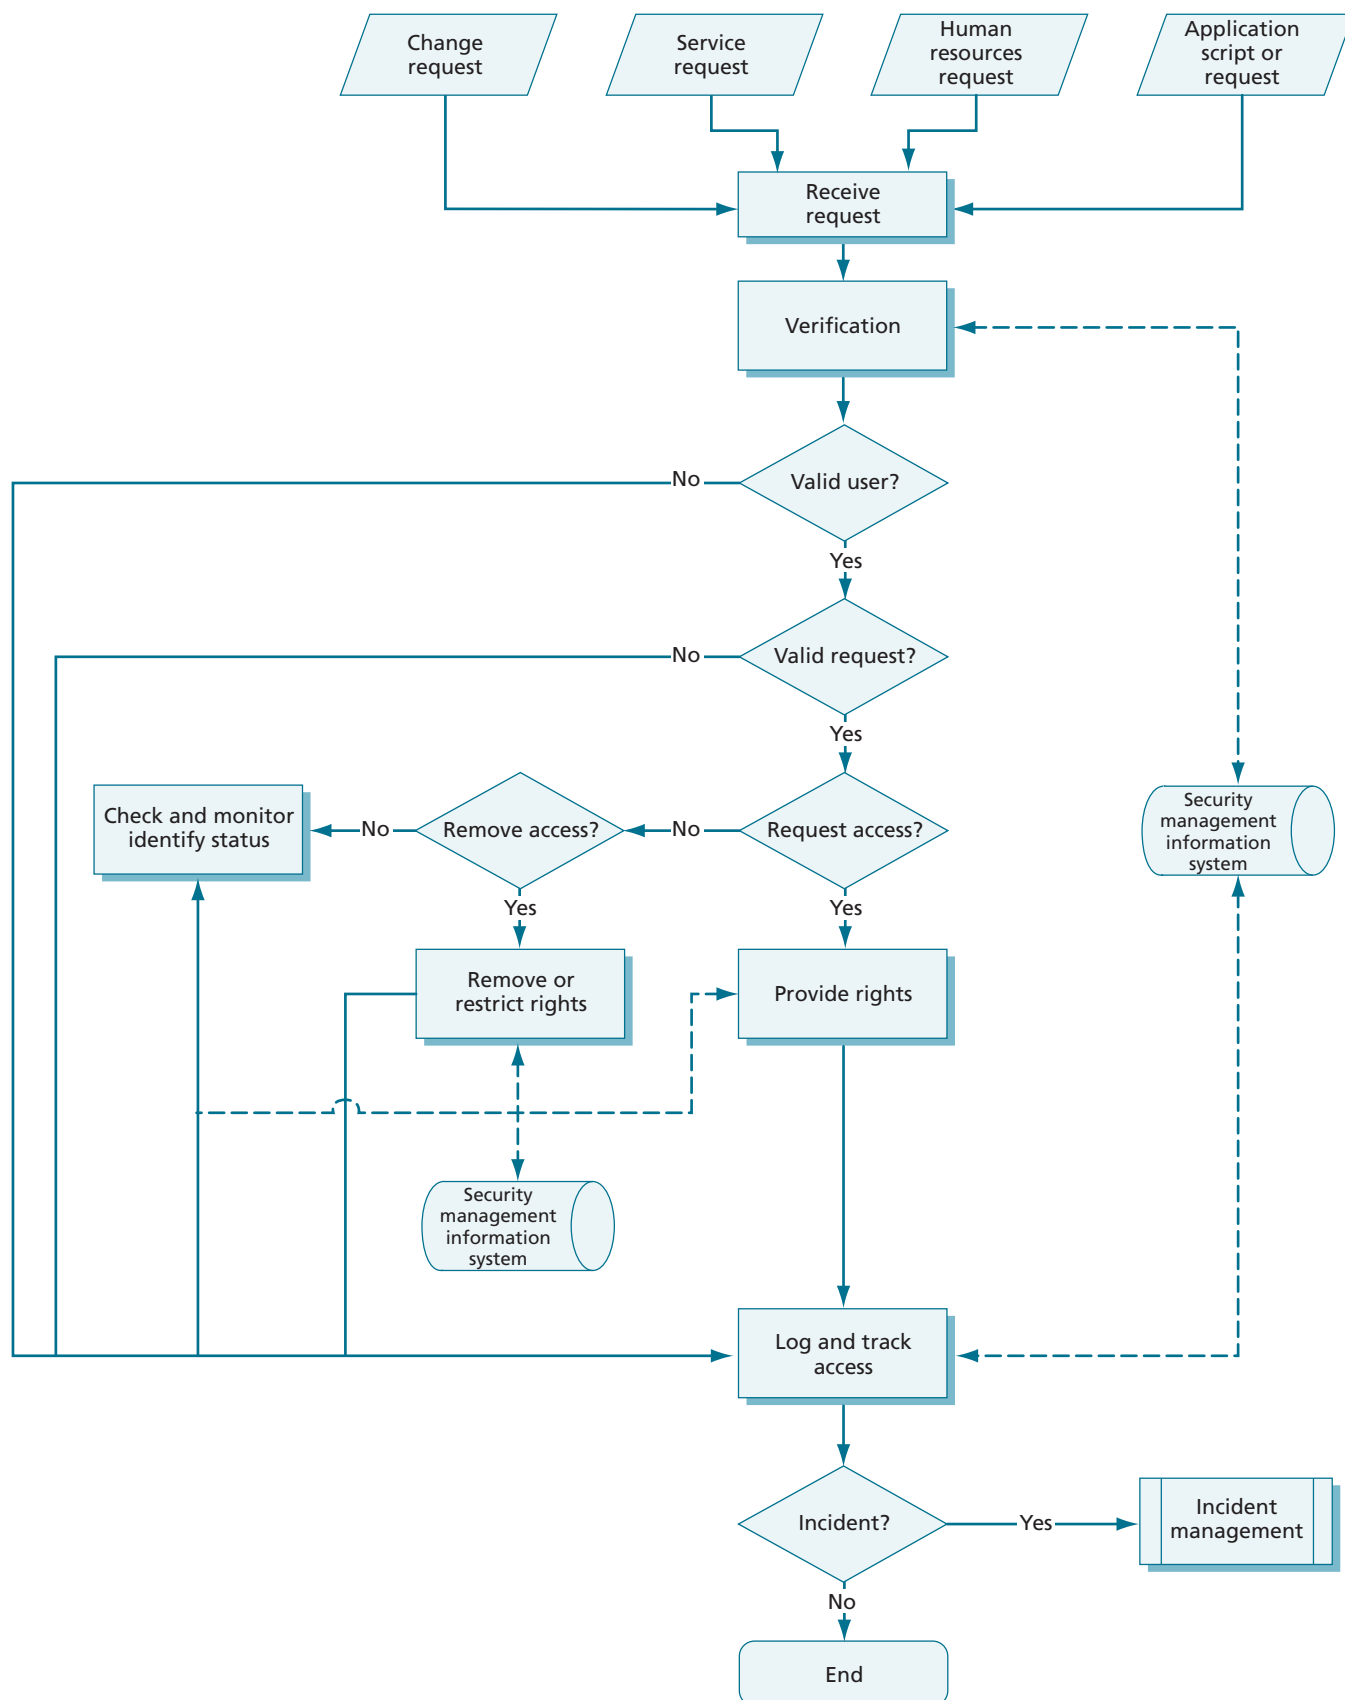 Change
request
Service
request
Human
resources
request
Application
script or
request
Receive
request
Verification
Valid user?
No
Yes
Valid request?
No
Yes
Request access?
No
Remove access?
No
Check and monitor
identify status
Security
management
information
system
Yes
Yes
Remove or
restrict rights
Provide rights
Security
management
information
system
Log and track
access
Incident?
Yes
Incident
management
No
End